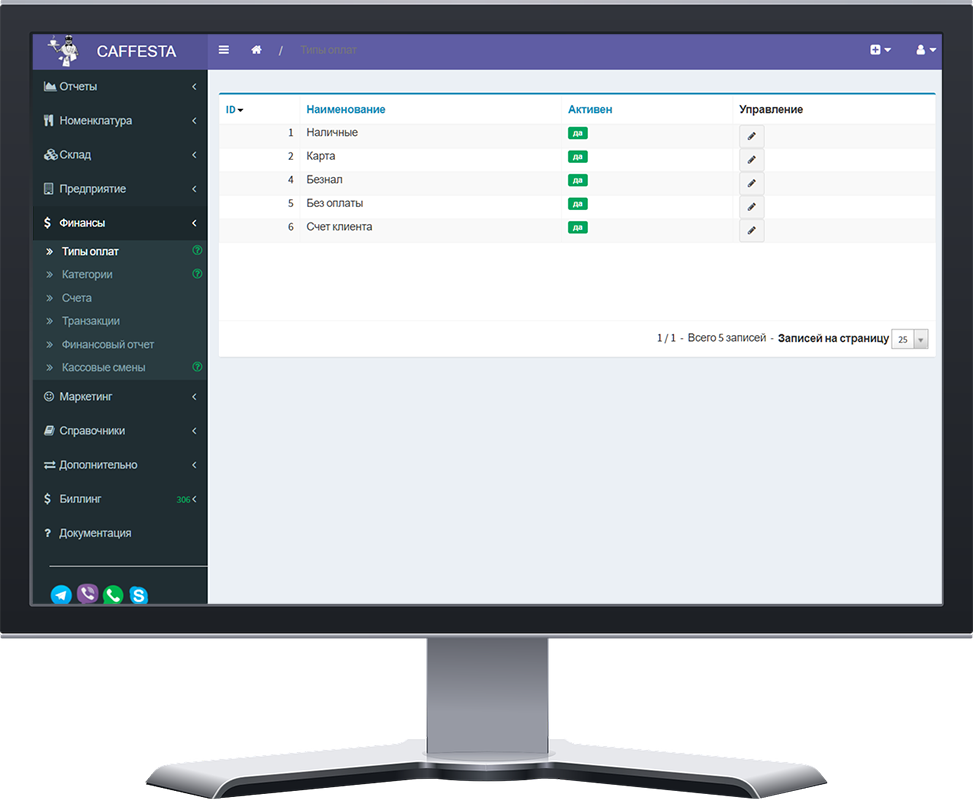 CAFFESTA
/ Типы оплат
Отчеты
Номенклатура
Склад
Предприятие
Финансы
Типы оплат
Категории
Счета
Транзакции
Финансовый отчет
Кассовые смены
Маркетинг
Справочники
Дополнительно
Биллинг 306
Документация
ID Наименование Активен Управление
1 Наличные да
2 Карта да
4 Безнал да
5 Без оплаты да
6 Счет клиента да
1 / 1 - Всего 5 записей - Записей на страницу 25